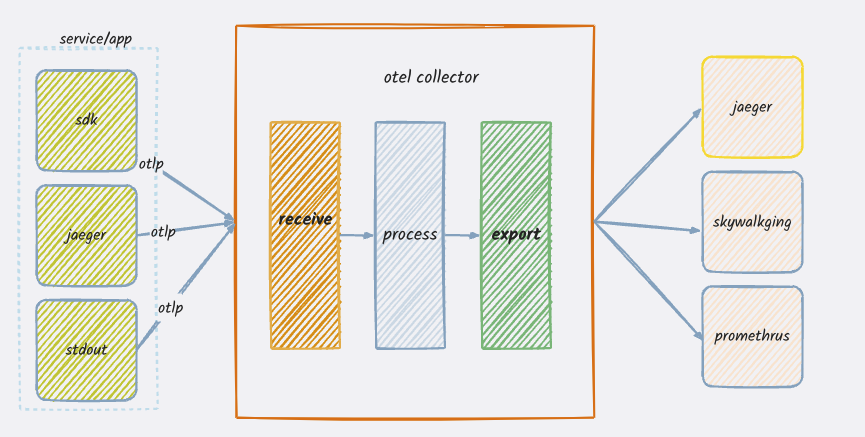 service/app
sdk
otlp
jaeger
otlp
stdout
otlp
otel collector
receive
process
export
jaeger
skywalkging
promethrus